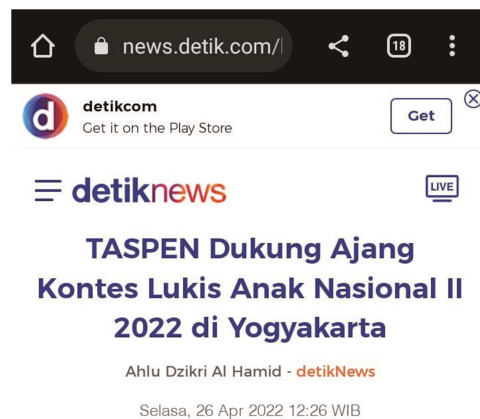 news.detik.com/
18
detikcom
Get it on the Play Store
Get
detiknews
LIVE
TASPEN Dukung Ajang
Kontes Lukis Anak Nasional II
2022 di Yogyakarta
Ahlu Dzikri Al Hamid - detikNews
Selasa, 26 Apr 2022 12:26 WIB